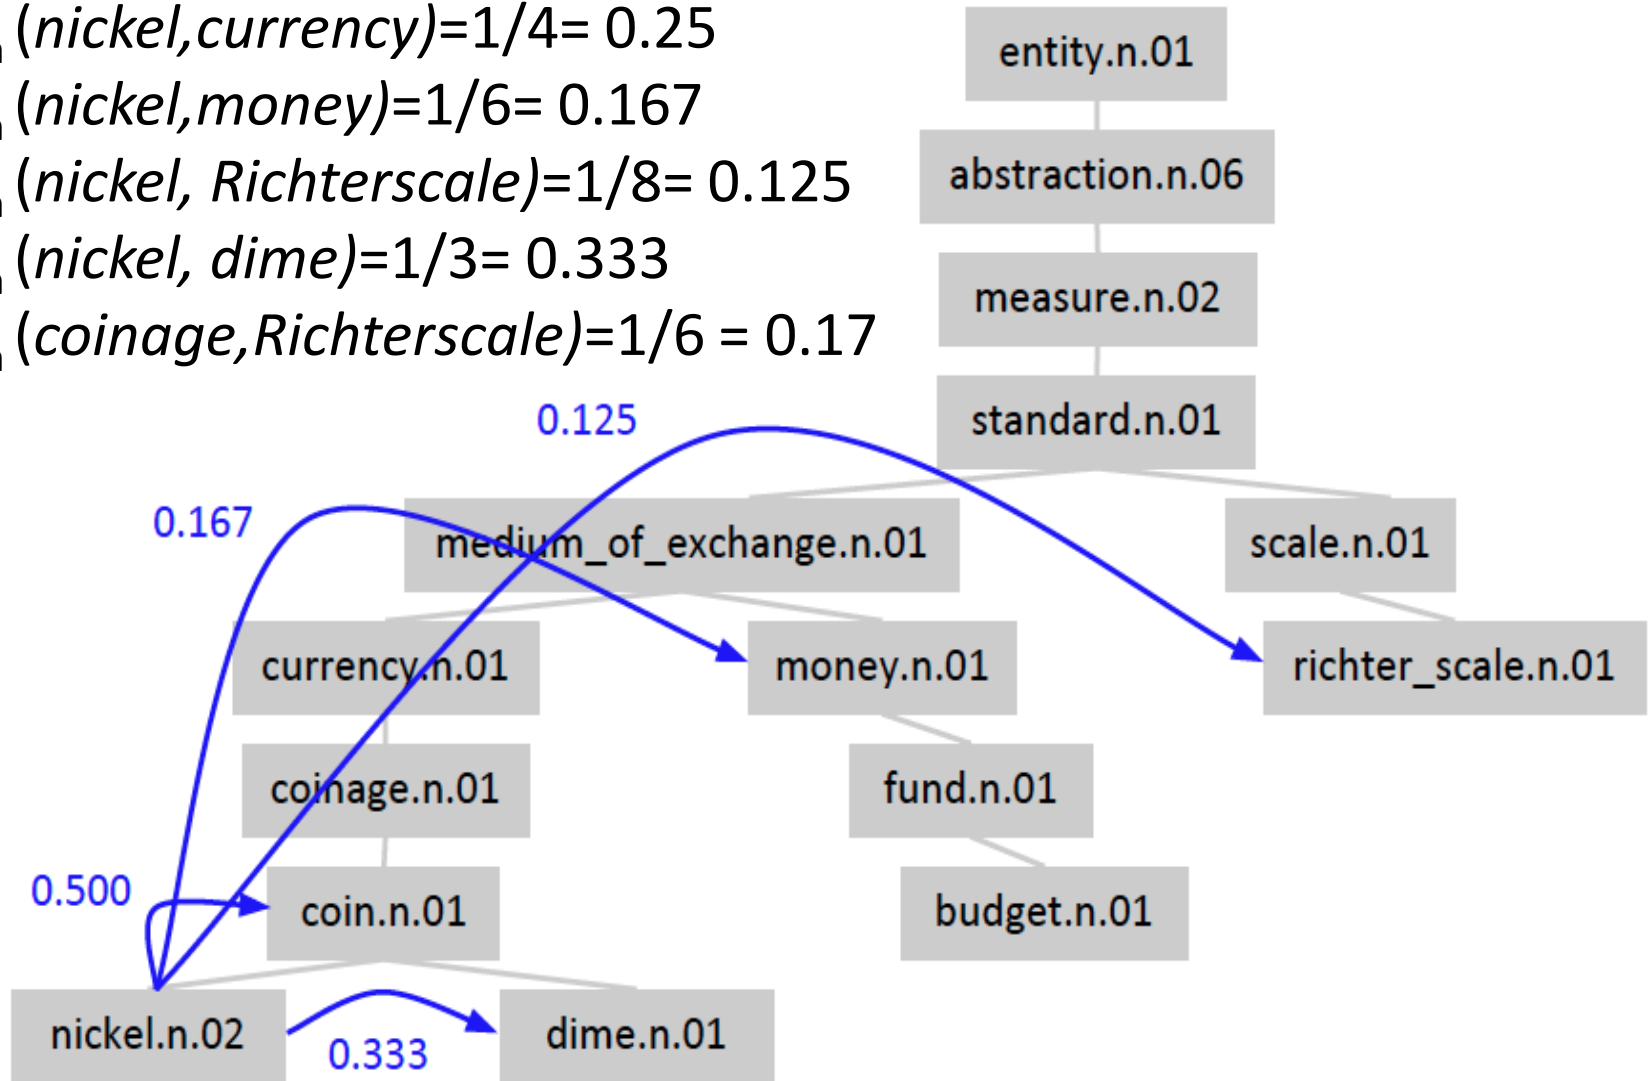 (nickel,currency)=1/4= 0.25
(nickel,money)=1/6= 0.167
(nickel, Richterscale)=1/8= 0.125
(nickel, dime)=1/3= 0.333
(coinage,Richterscale)=1/6 = 0.17
entity.n.01
abstraction.n.06
measure.n.02
standard.n.01
0.125
0.167
medium_of_exchange.n.01
scale.n.01
currency.n.01
money.n.01
richter_scale.n.01
coinage.n.01
fund.n.01
0.500
coin.n.01
budget.n.01
nickel.n.02
0.333
dime.n.01